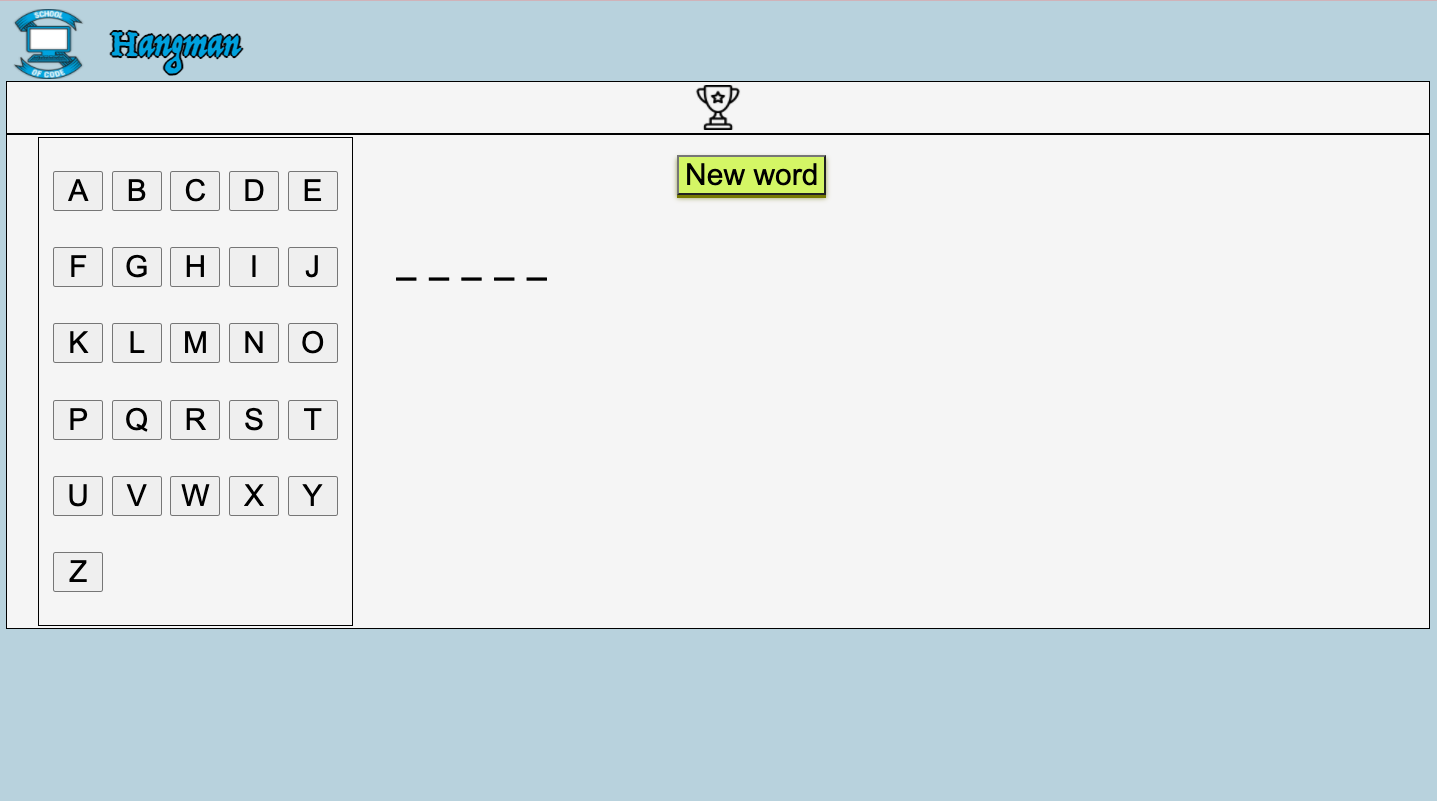 SCHOOL
OF CODE
Hangman
New word
A B C D E
F G H I J
_ _ _ _ _
K L M N O
P Q R S T
U V W X Y
Z